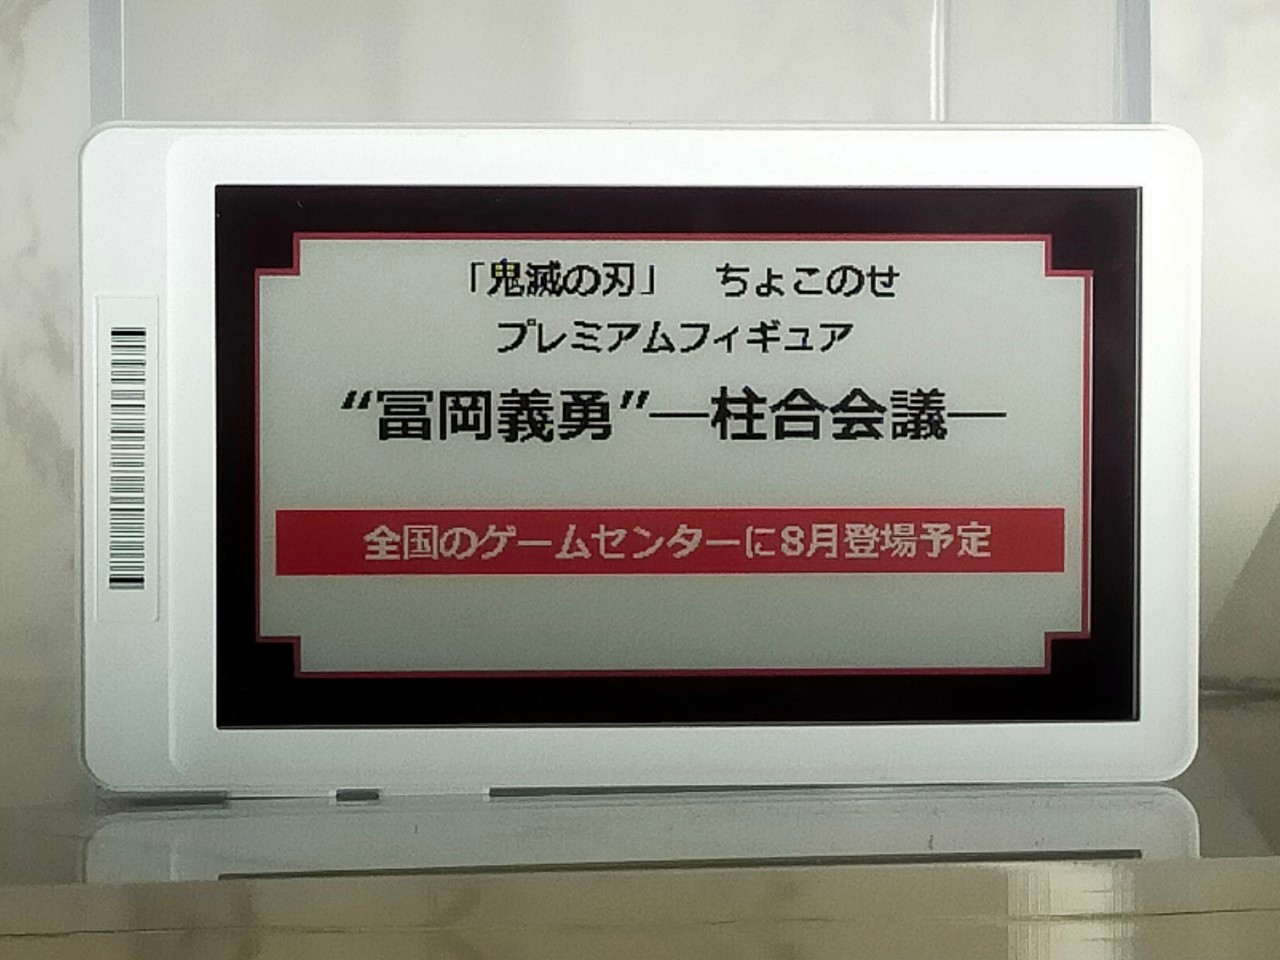 「鬼滅の刃」 ちょこのせ
プレミアムフィギュア
“冨岡義勇”―柱合会議―
全国のゲームセンターに8月登場予定